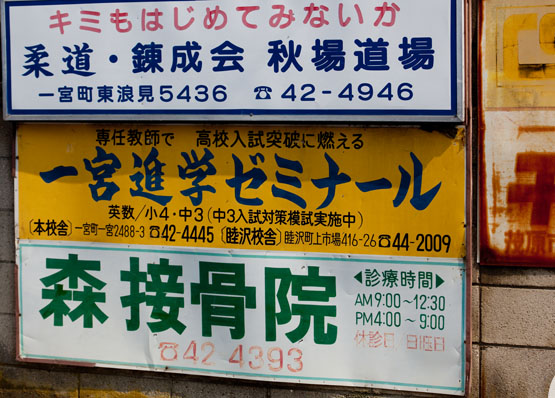 キミもはじめてみないか
柔道・錬成会 秋場道場
一宮町東浪見5436 ☎42-4946
専任教師で 高校入試突破に燃える
一宮進学ゼミナール
英数/小4・中3(中3入試対策模試実施中)
〔本校舎〕一宮町一宮2488-3 ☎42-4445〔睦沢校舎〕睦沢町上市場416-26☎44-2009
森接骨院
◀診療時間▶
AM9:00~12:30
PM4:00~9:00
休診日 日祝日
☎42 4393